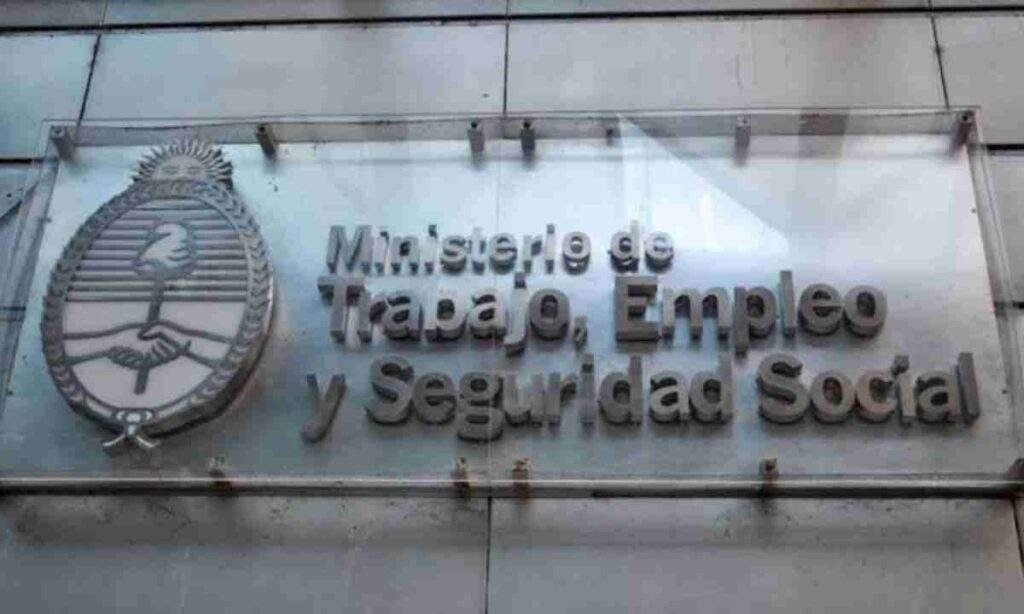 Ministerio de
Trabajo, Empleo
y Seguridad Social